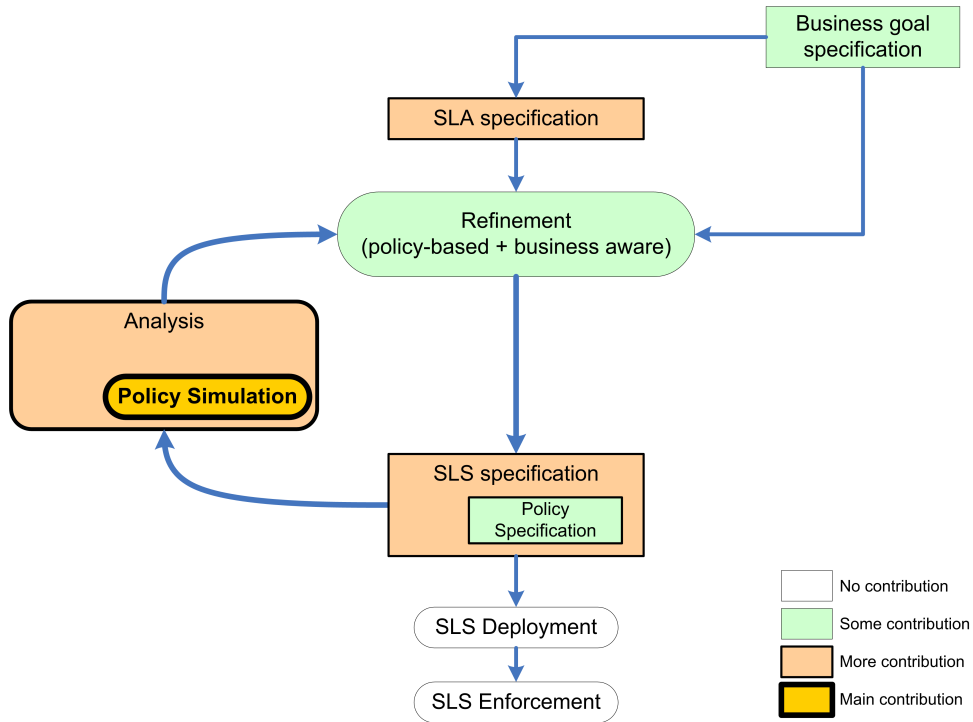 Business goal
specification
SLA specification
Refinement
(policy-based + business aware)
Analysis
Policy Simulation
SLS specification
Policy
Specification
SLS Deployment
SLS Enforcement
No contribution
Some contribution
More contribution
Main contribution